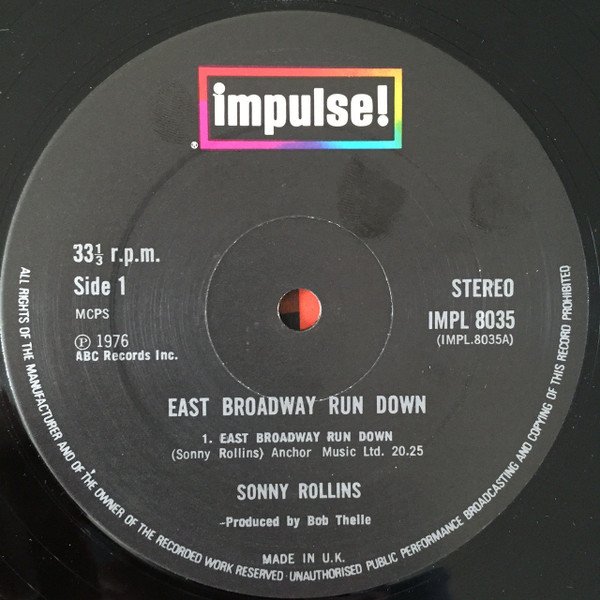 impulse!
®
33⅓ r.p.m.
Side 1
MCPS
℗ 1976
ABC Records Inc.
STEREO
IMPL 8035
(IMPL.8035A)
EAST BROADWAY RUN DOWN
1. EAST BROADWAY RUN DOWN
(Sonny Rollins) Anchor Music Ltd. 20.25
SONNY ROLLINS
-Produced by Bob Thelle
MADE IN U.K.
ALL RIGHTS OF THE MANUFACTURER AND OF THE OWNER OF THE RECORDED WORK RESERVED · UNAUTHORISED PUBLIC PERFORMANCE BROADCASTING AND COPYING OF THIS RECORD PROHIBITED